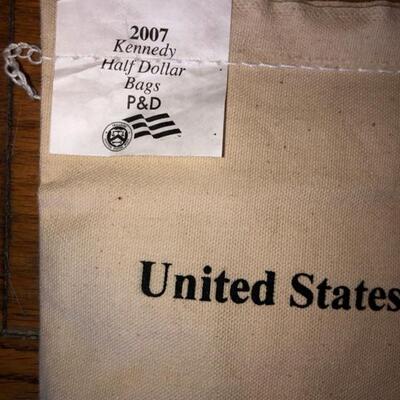 2007
Kennedy
Half Dollar
Bags
P&D
United States